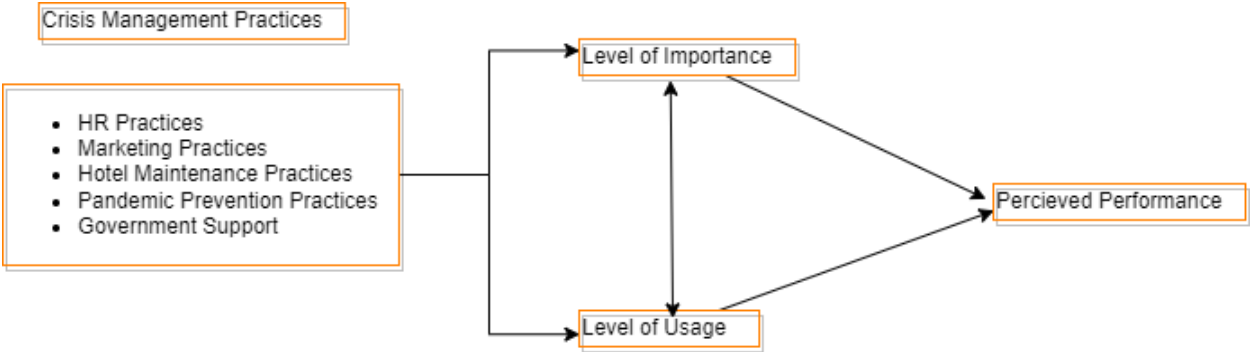 Crisis Management Practices
• HR Practices
• Marketing Practices
• Hotel Maintenance Practices
• Pandemic Prevention Practices
• Government Support
Level of Importance
Level of Usage
Percieved Performance